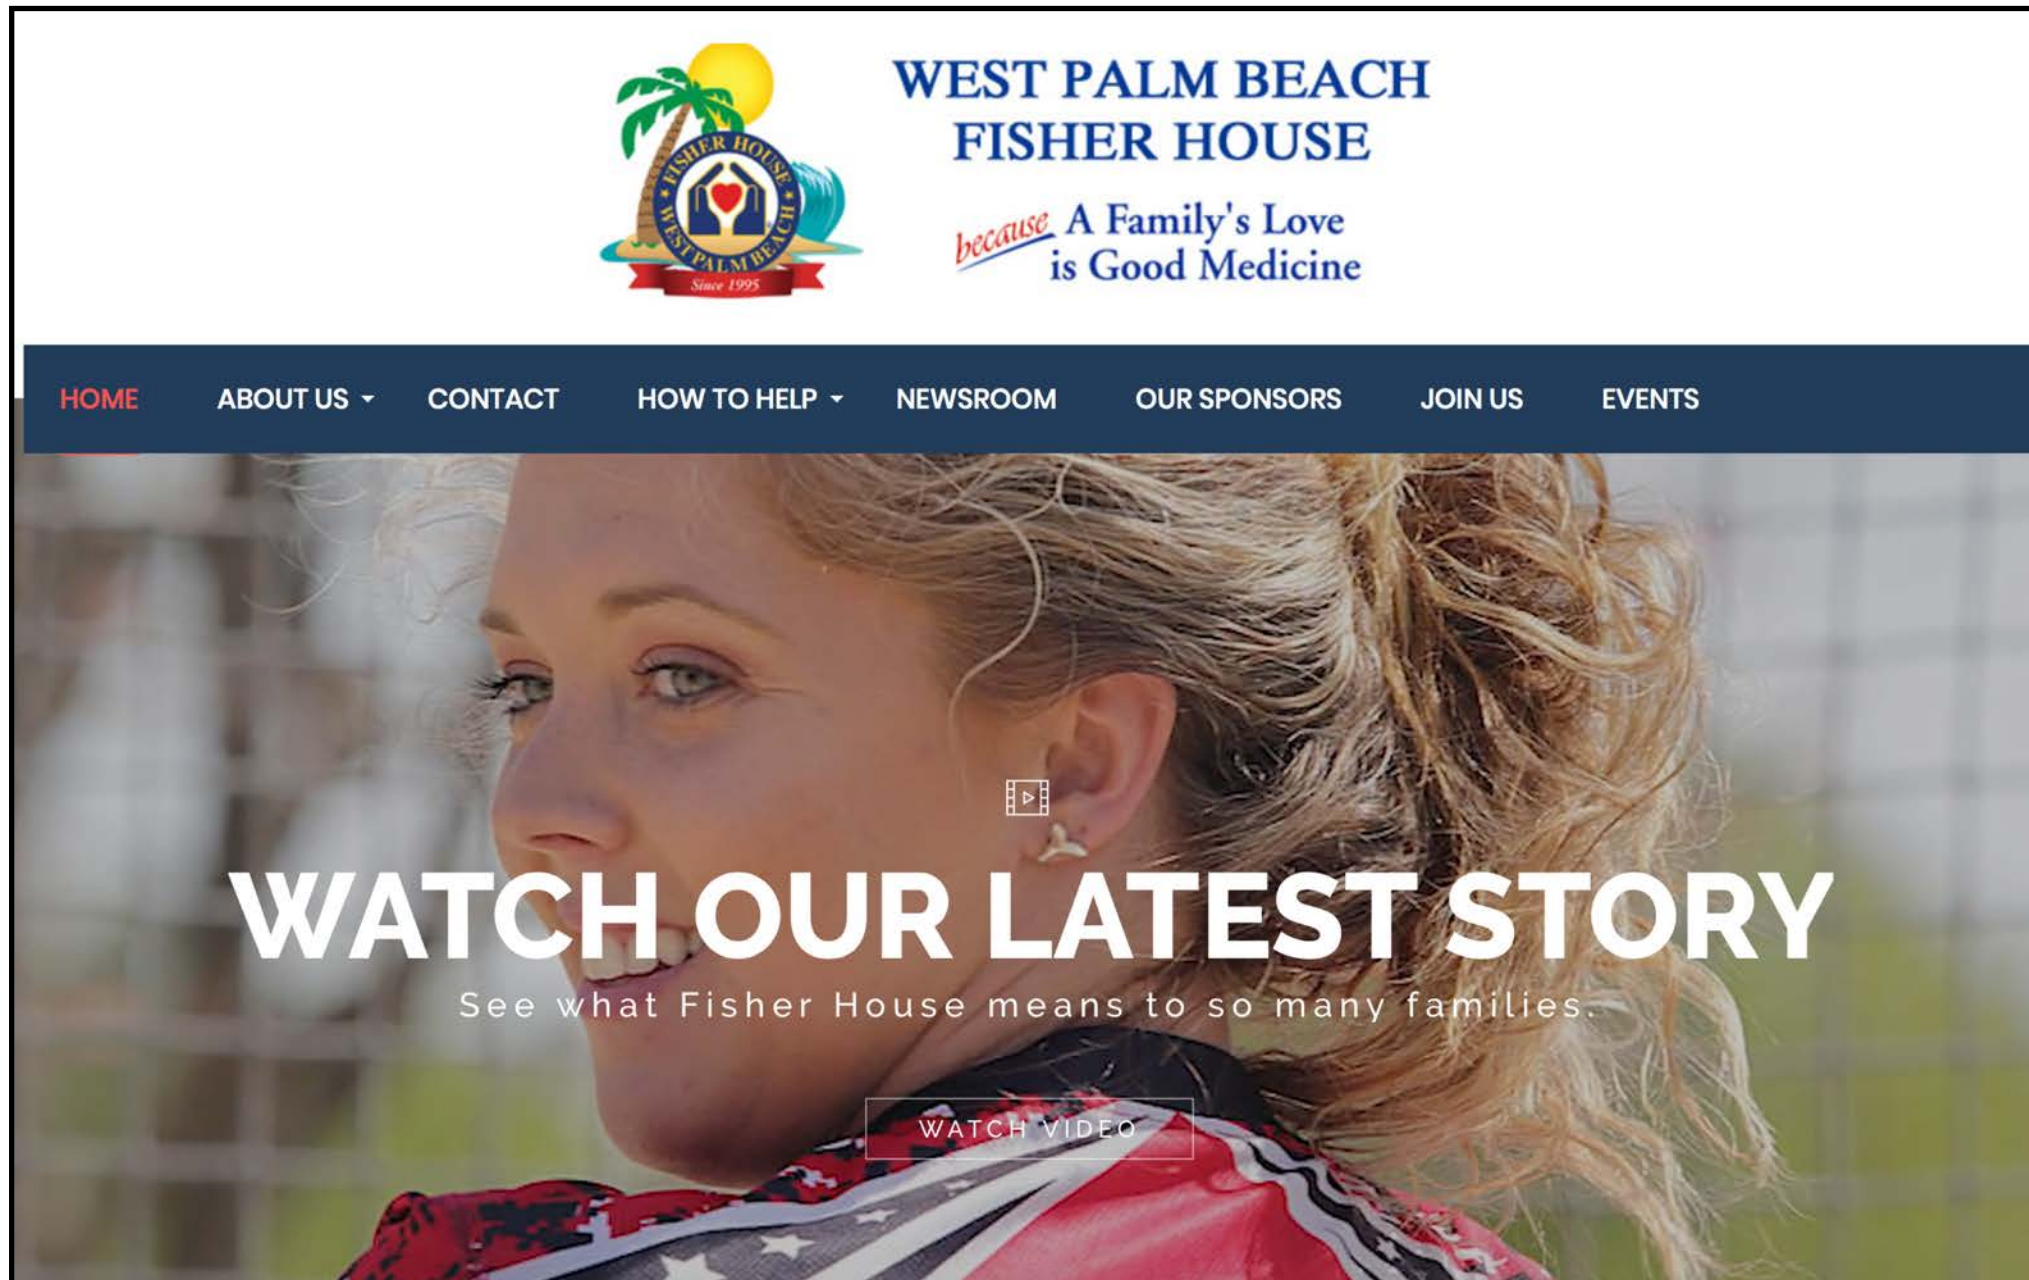 FISHER HOUSE
WEST PALM BEACH
Since 1995
WEST PALM BEACH
FISHER HOUSE
because A Family's Love
is Good Medicine
HOME ABOUT US CONTACT HOW TO HELP NEWSROOM OUR SPONSORS JOIN US EVENTS
WATCH OUR LATEST STORY
See what Fisher House means to so many families.
WATCH VIDEO